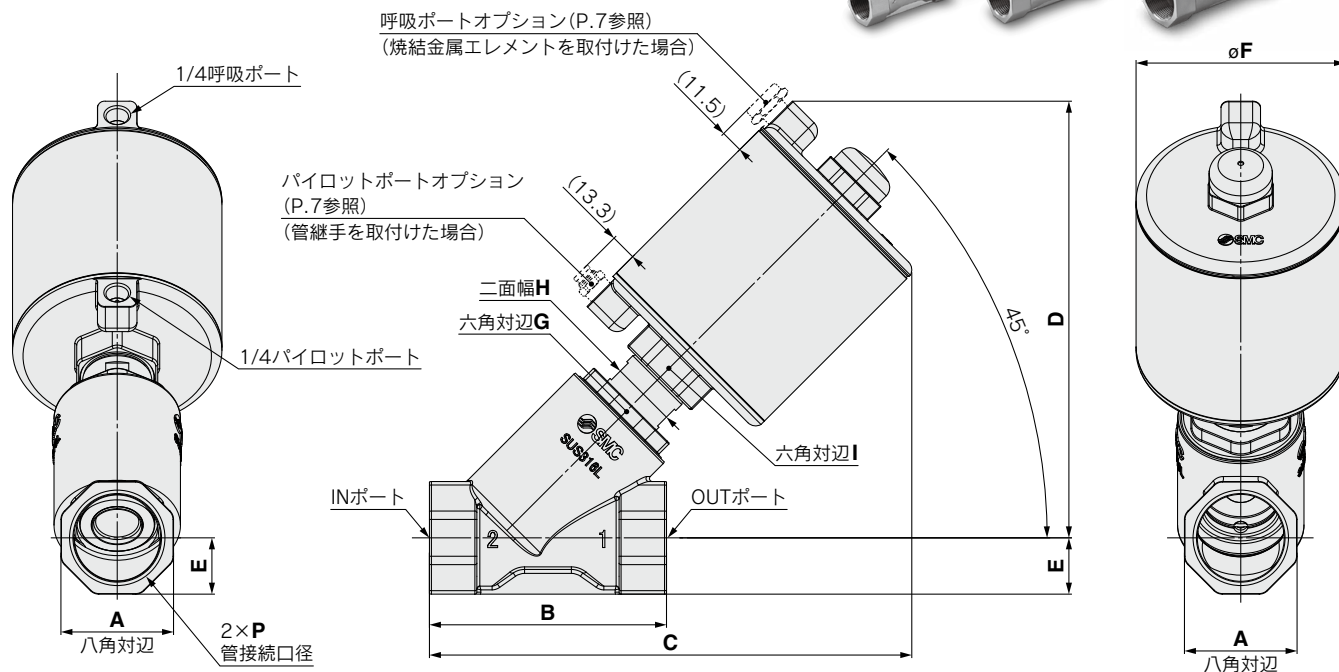 呼吸ポートオプション(P.7参照)
(焼結金属エレメントを取付けた場合)
1/4呼吸ポート
(11.5)
øF
パイロットポートオプション
(P.7参照)
(管継手を取付けた場合)
(13.3)
二面幅H
六角対辺G
1/4パイロットポート
45°
D
SMC
SMC
SUS316L
六角対辺I
INポート
OUTポート
2
1
E
E
A
八角対辺
2×P
管接続口径
B
C
A
八角対辺